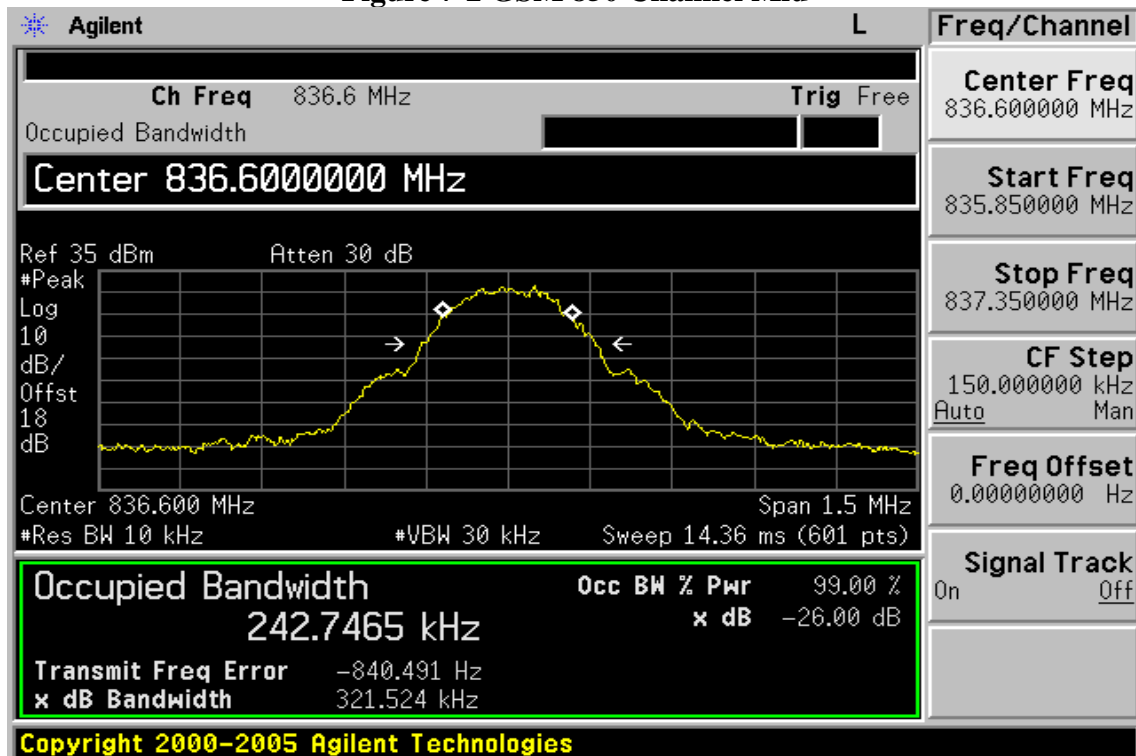 Agilent L
Ch Freq 836.6 MHz Trig Free
Occupied Bandwidth
Center 836.6000000 MHz
Ref 35 dBm Atten 30 dB
#Peak
Log
10
dB/
Offst
18
dB
Center 836.600 MHz Span 1.5 MHz
#Res BW 10 kHz #VBW 30 kHz Sweep 14.36 ms (601 pts)
Occupied Bandwidth
242.7465 kHz
Occ BW % Pwr 99.00 %
x dB -26.00 dB
Transmit Freq Error -840.491 Hz
x dB Bandwidth 321.524 kHz
Copyright 2000-2005 Agilent Technologies
Freq/Channel
Center Freq
836.600000 MHz
Start Freq
835.850000 MHz
Stop Freq
837.350000 MHz
CF Step
150.000000 kHz
Auto Man
Freq Offset
0.00000000 Hz
Signal Track
On Off